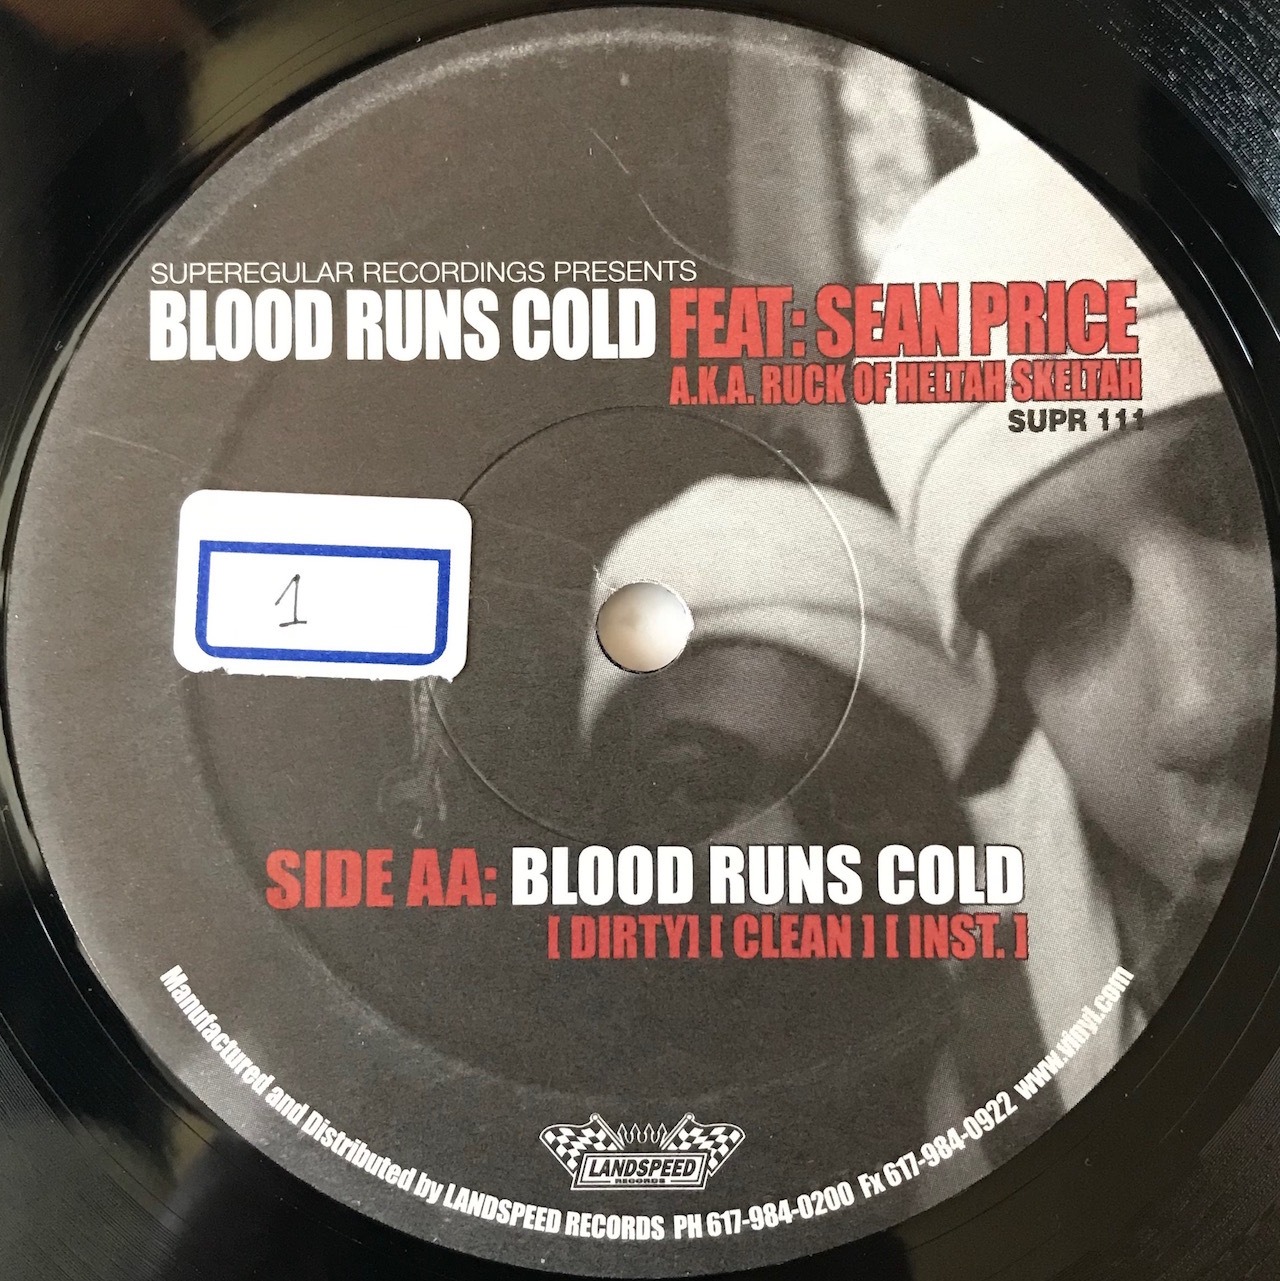 SUPEREGULAR RECORDINGS PRESENTS
BLOOD RUNS COLD FEAT: SEAN PRICE
A.K.A. RUCK OF HELTAH SKELTAH
SUPR 111
1
SIDE AA: BLOOD RUNS COLD
[ DIRTY] [ CLEAN ] [ INST. ]
LANDSPEED
RECORDS
Manufactured and Distributed by LANDSPEED RECORDS PH 617-984-0200 Fx 617-984-0922 www.vinyl.com